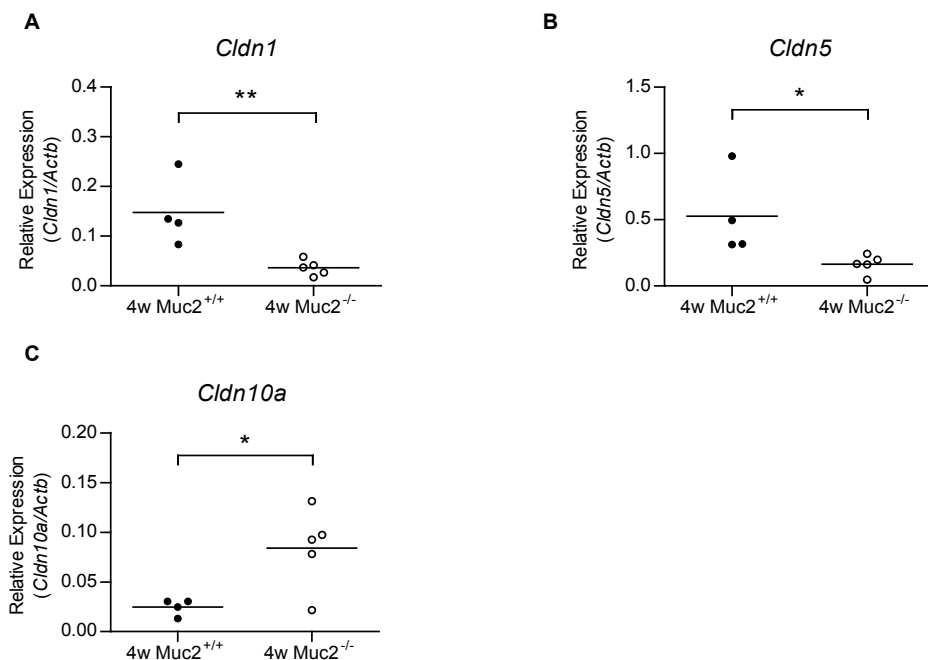 A
Cldn1
Relative Expression
(Cldn1/Actb)
0.4
0.3
0.2
0.1
0.0
**
4w Muc2+/+
4w Muc2-/-
B
Cldn5
Relative Expression
(Cldn5/Actb)
1.5
1.0
0.5
0.0
*
4w Muc2+/+
4w Muc2-/-
C
Cldn10a
Relative Expression
(Cldn10a/Actb)
0.20
0.15
0.10
0.05
0.00
*
4w Muc2+/+
4w Muc2-/-